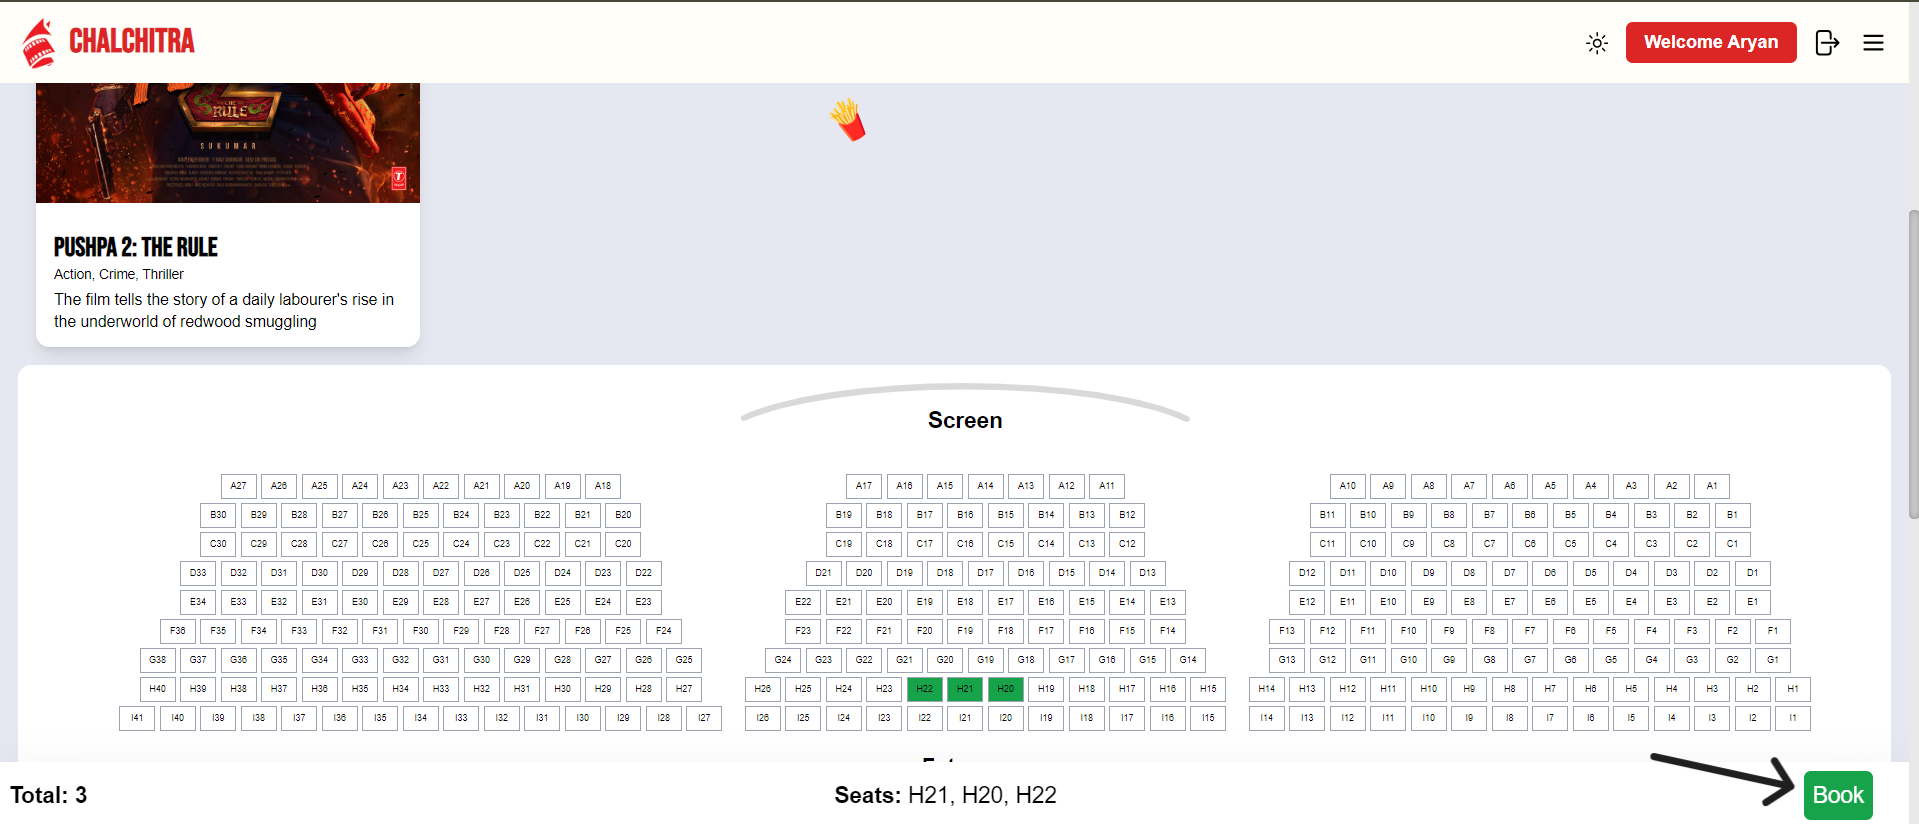 CHALCHITRA
Welcome Aryan
THE
RULE
SUKUMAR
T
PUSHPA 2: THE RULE
Action, Crime, Thriller
The film tells the story of a daily labourer's rise in
the underworld of redwood smuggling
Screen
A27 A26 A25 A24 A23 A22 A21 A20 A19 A18 A17 A16 A15 A14 A13 A12 A11 A10 A9 A8 A7 A6 A5 A4 A3 A2 A1
B30 B29 B28 B27 B26 B25 B24 B23 B22 B21 B20 B19 B18 B17 B16 B15 B14 B13 B12 B11 B10 B9 B8 B7 B6 B5 B4 B3 B2 B1
C30 C29 C28 C27 C26 C25 C24 C23 C22 C21 C20 C19 C18 C17 C16 C15 C14 C13 C12 C11 C10 C9 C8 C7 C6 C5 C4 C3 C2 C1
D33 D32 D31 D30 D29 D28 D27 D26 D25 D24 D23 D22 D21 D20 D19 D18 D17 D16 D15 D14 D13 D12 D11 D10 D9 D8 D7 D6 D5 D4 D3 D2 D1
E34 E33 E32 E31 E30 E29 E28 E27 E26 E25 E24 E23 E22 E21 E20 E19 E18 E17 E16 E15 E14 E13 E12 E11 E10 E9 E8 E7 E6 E5 E4 E3 E2 E1
F36 F35 F34 F33 F32 F31 F30 F29 F28 F27 F26 F25 F24 F23 F22 F21 F20 F19 F18 F17 F16 F15 F14 F13 F12 F11 F10 F9 F8 F7 F6 F5 F4 F3 F2 F1
G38 G37 G36 G35 G34 G33 G32 G31 G30 G29 G28 G27 G26 G25 G24 G23 G22 G21 G20 G19 G18 G17 G16 G15 G14 G13 G12 G11 G10 G9 G8 G7 G6 G5 G4 G3 G2 G1
H40 H39 H38 H37 H36 H35 H34 H33 H32 H31 H30 H29 H28 H27 H26 H25 H24 H23 H22 H21 H20 H19 H18 H17 H16 H15 H14 H13 H12 H11 H10 H9 H8 H7 H6 H5 H4 H3 H2 H1
I41 I40 I39 I38 I37 I36 I35 I34 I33 I32 I31 I30 I29 I28 I27 I26 I25 I24 I23 I22 I21 I20 I19 I18 I17 I16 I15 I14 I13 I12 I11 I10 I9 I8 I7 I6 I5 I4 I3 I2 I1
Total: 3
Seats: H21, H20, H22
Book